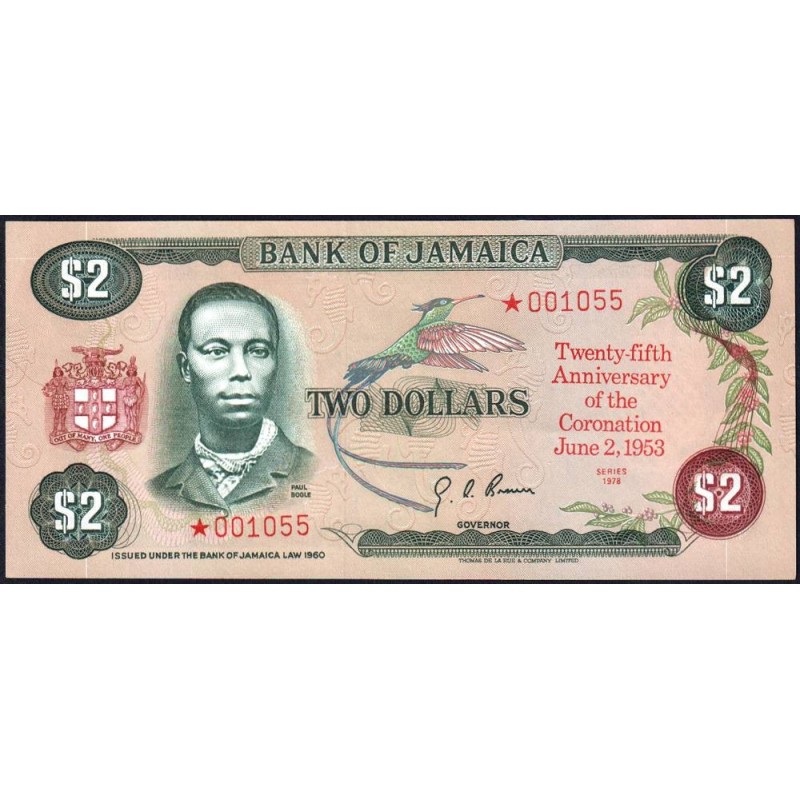 BANK OF JAMAICA
$2
$2
★001055
Twenty-fifth
Anniversary
of the
Coronation
June 2, 1953
TWO DOLLARS
OUT OF MANY, ONE PEOPLE
SERIES
1978
PAUL
BOGLE
$2
★001055
G. A. Brown
GOVERNOR
$2
ISSUED UNDER THE BANK OF JAMAICA LAW 1960
THOMAS DE LA RUE & COMPANY LIMITED